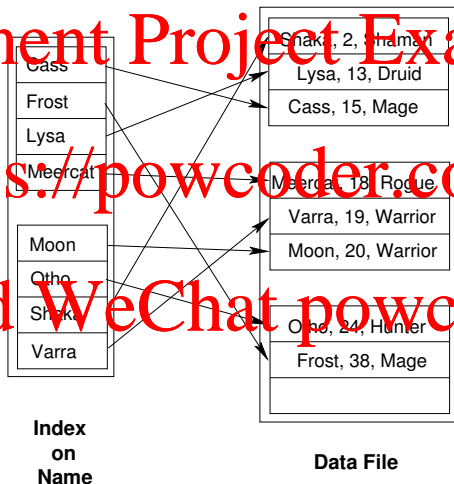 ment Project Exa
Shaka, 2, Shaman
Cass
Lysa, 13, Druid
Frost
Cass, 15, Mage
Lysa
s://powcoder.co
Meercat
Meercat, 18, Rogue
Varra, 19, Warrior
Moon
Moon, 20, Warrior
Otho
d WeChat powc
Shaka
Otho, 24, Hunter
Varra
Frost, 38, Mage
Index
on
Name
Data File